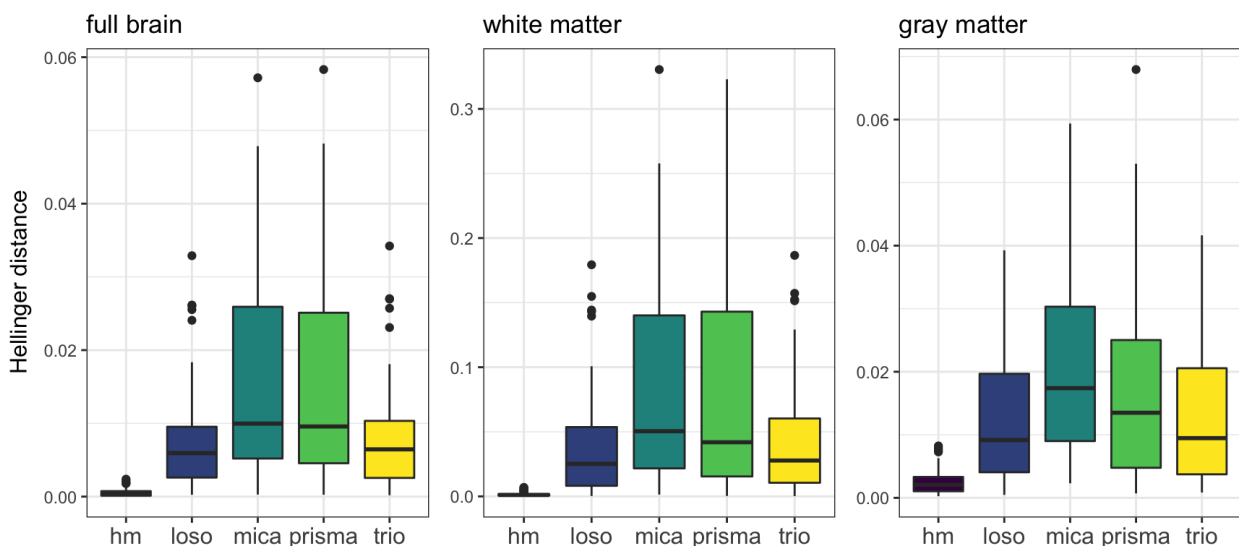 full brain
white matter
gray matter
Hellinger distance
0.06
0.04
0.02
0.00
0.3
0.2
0.1
0.0
0.06
0.04
0.02
0.00
hm loso mica prisma trio
hm loso mica prisma trio
hm loso mica prisma trio